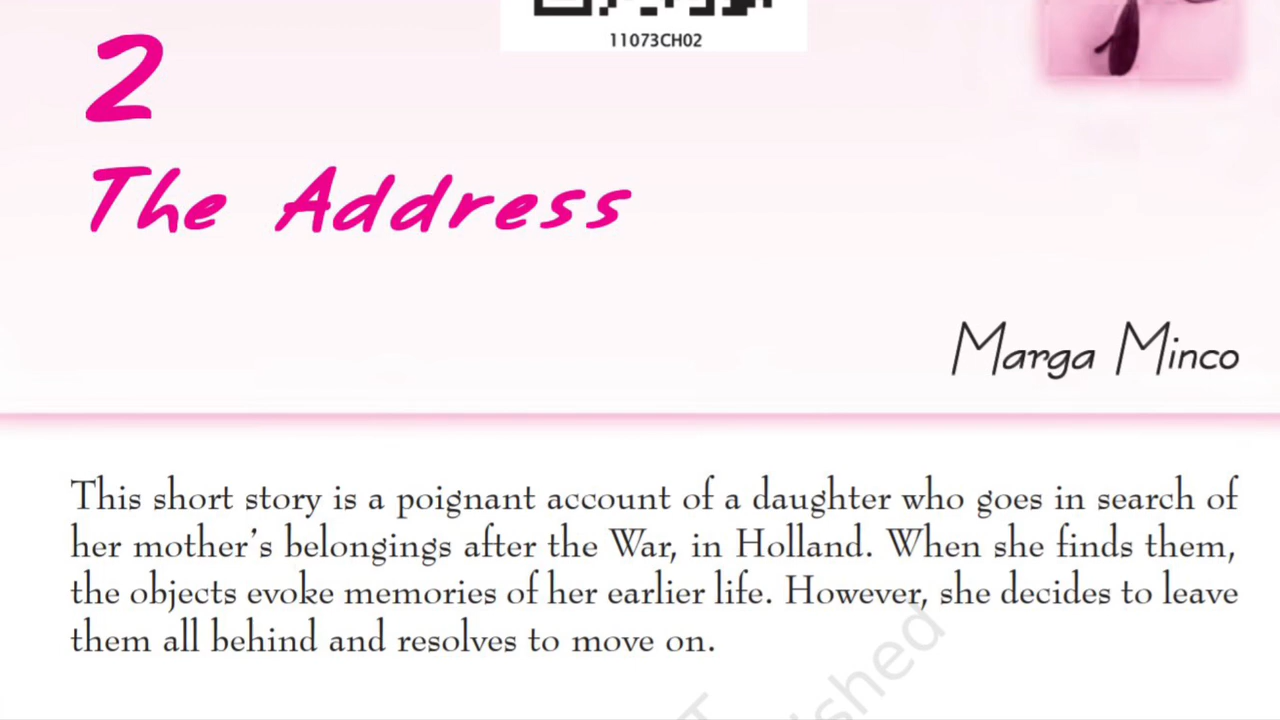 11073CH02
2
The Address
Marga Minco
This short story is a poignant account of a daughter who goes in search of
her mother’s belongings after the War, in Holland. When she finds them,
the objects evoke memories of her earlier life. However, she decides to leave
them all behind and resolves to move on.